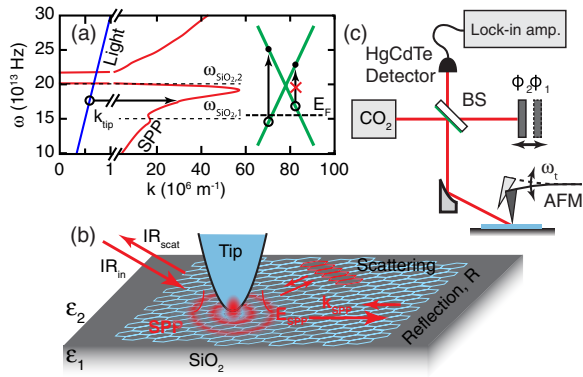 (a)
ω (10¹³ Hz)
30
25
20
15
10
Light
ω_SiO₂,2
ω_SiO₂,1
k_tip
SPP
E_F
0
1
20
40
60
80
100
k (10⁶ m⁻¹)
(c)
Lock-in amp.
HgCdTe
Detector
CO₂
BS
Φ₂Φ₁
ω_t
AFM
(b)
IR_scat
IR_in
Tip
Scattering
SPP
E_SPP
k_SPP
Reflection, R
ε₂
ε₁
SiO₂